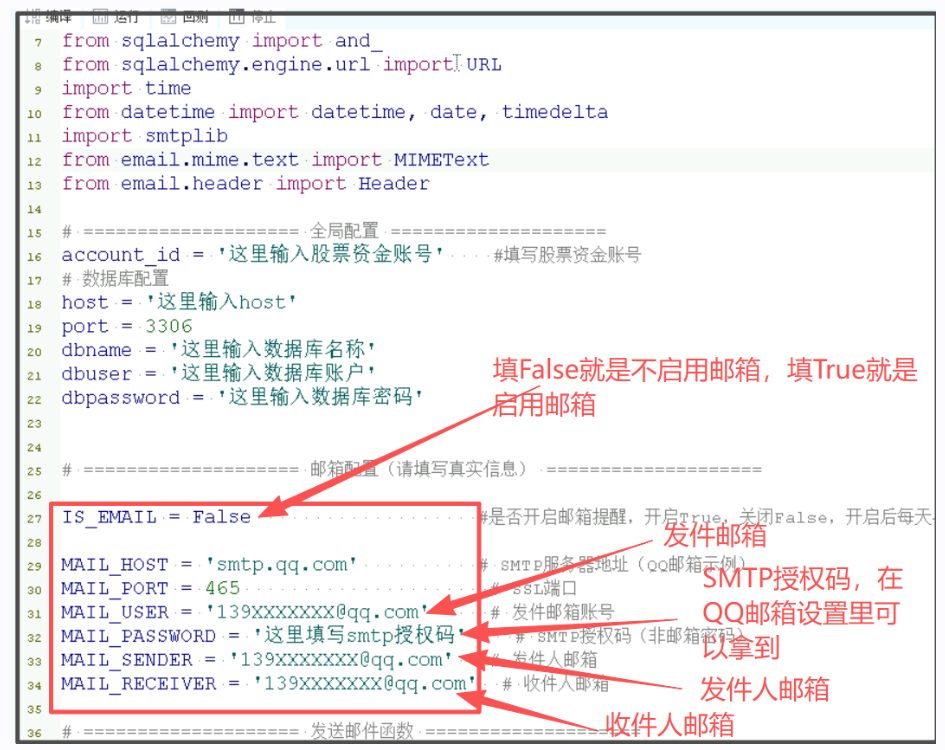 编译 运行 回测 停止
7 from sqlalchemy import and_
8 from sqlalchemy.engine.url import URL
9 import time
10 from datetime import datetime, date, timedelta
11 import smtplib
12 from email.mime.text import MIMEText
13 from email.header import Header
14
15 # ==================== 全局配置 ====================
16 account_id = '这里输入股票资金账号' #填写股票资金账号
17 # 数据库配置
18 host = '这里输入host'
19 port = 3306
20 dbname = '这里输入数据库名称'
21 dbuser = '这里输入数据库账户'
22 dbpassword = '这里输入数据库密码'
填False就是不启用邮箱，填True就是
启用邮箱
23
24
25 # ==================== 邮箱配置（请填写真实信息） ====================
26
27 IS_EMAIL = False #是否开启邮箱提醒，开启True，关闭False，开启后每天
28
发件邮箱
29 MAIL_HOST = 'smtp.qq.com' # SMTP服务器地址（QQ邮箱示例）
30 MAIL_PORT = 465 # SSL端口
31 MAIL_USER = '139XXXXXXX@qq.com' # 发件邮箱账号
32 MAIL_PASSWORD = '这里填写smtp授权码' # SMTP授权码（非邮箱密码）
SMTP授权码，在
QQ邮箱设置里可
以拿到
33 MAIL_SENDER = '139XXXXXXX@qq.com' # 发件人邮箱
34 MAIL_RECEIVER = '139XXXXXXX@qq.com' # 收件人邮箱
发件人邮箱
35
收件人邮箱
36 # ==================== 发送邮件函数 ====================